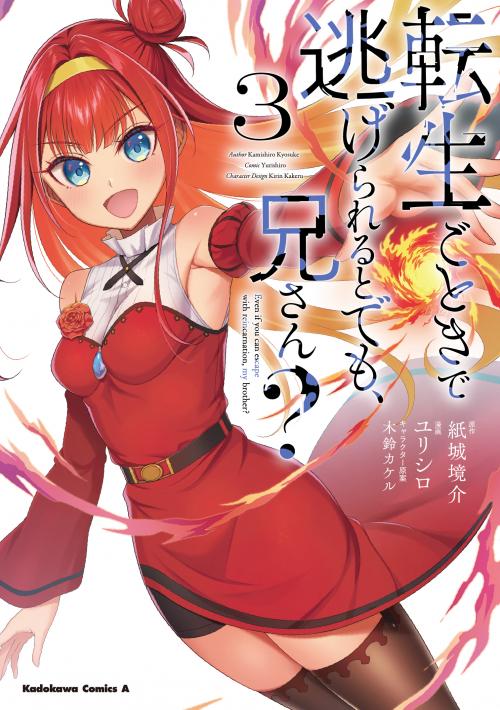 転生ごときで
逃げられるとでも、
兄さん?
3
Author Kamishiro Kyosuke
Comic Yurishiro
Character Design Kirin Kakeru
Even if you can escape
with reincarnation, my brother?
原作
紙城境介
漫画
ユリシロ
キャラクター原案
木鈴カケル
Kadokawa Comics A